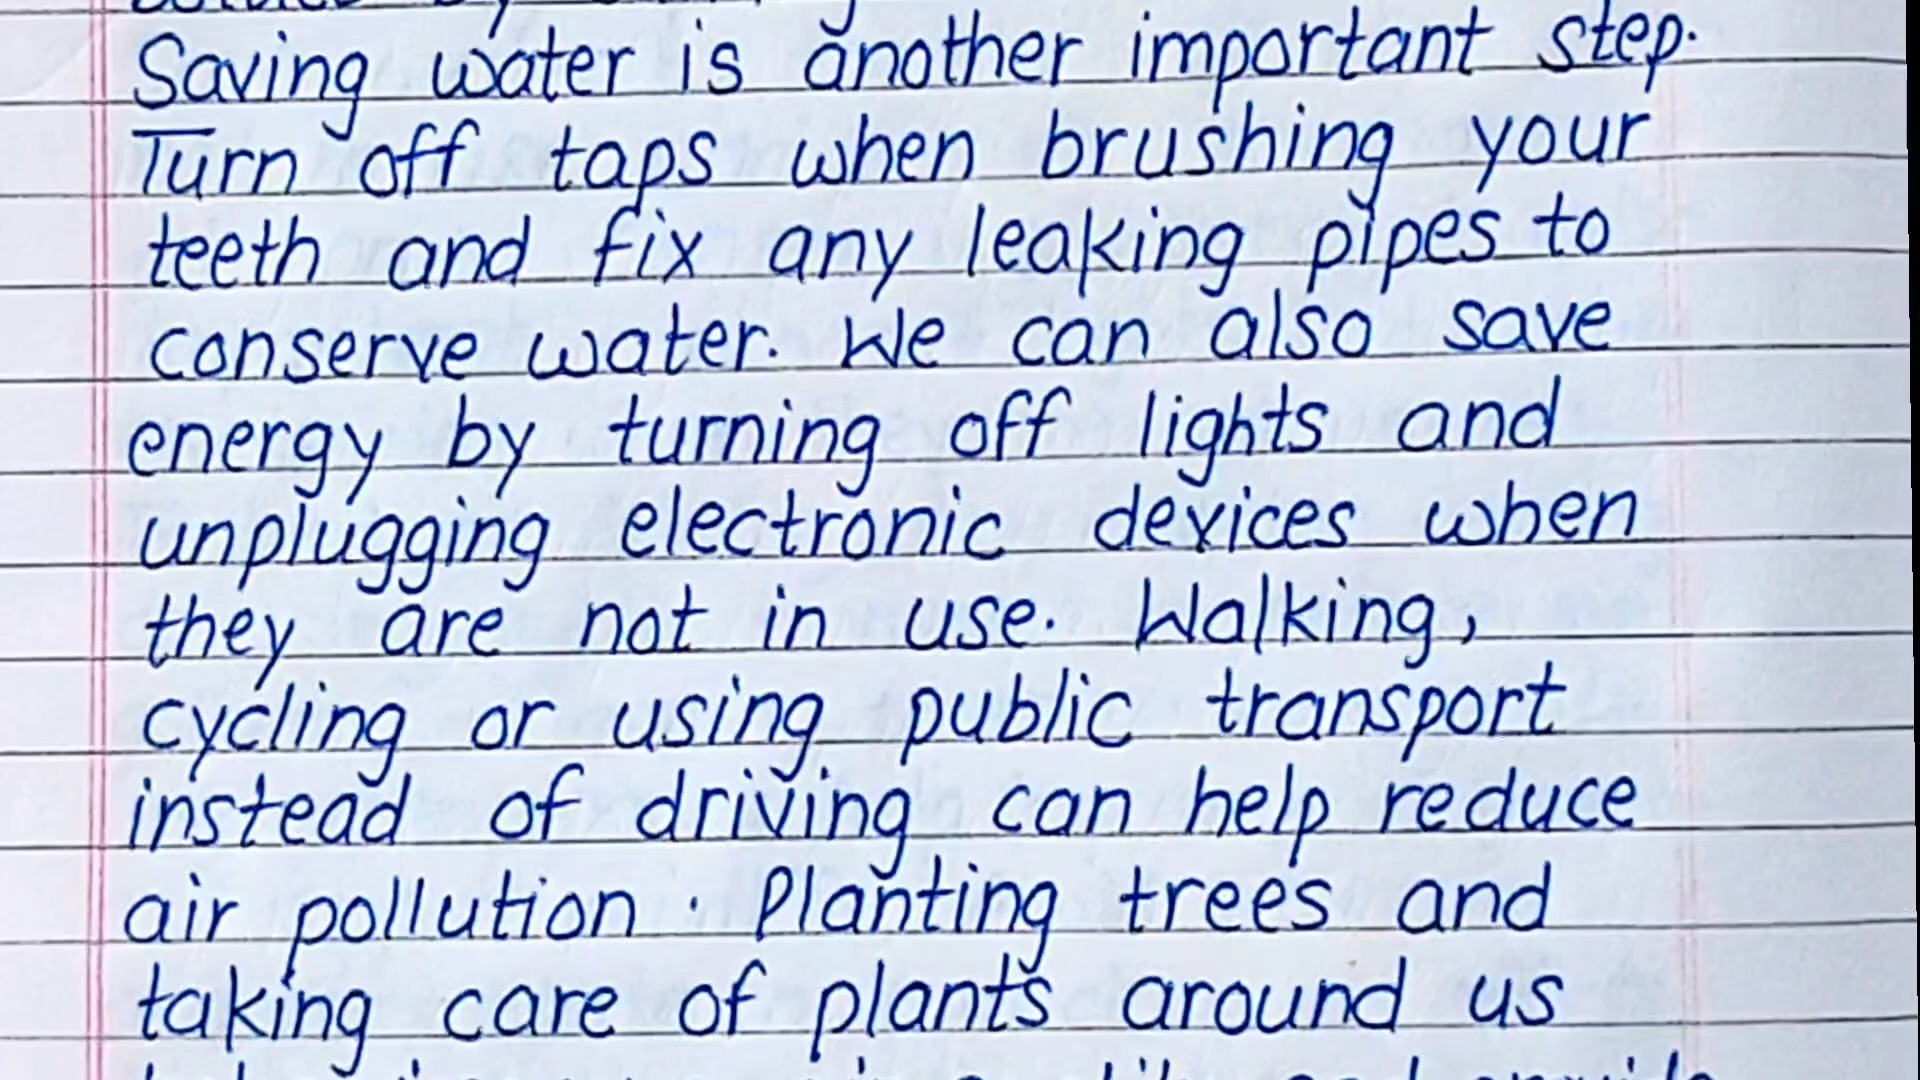 Saving water is another important step.
Turn off taps when brushing your
teeth and fix any leaking pipes to
conserve water. We can also save
energy by turning off lights and
unplugging electronic devices when
they are not in use. Walking,
cycling or using public transport
instead of driving can help reduce
air pollution. Planting trees and
taking care of plants around us